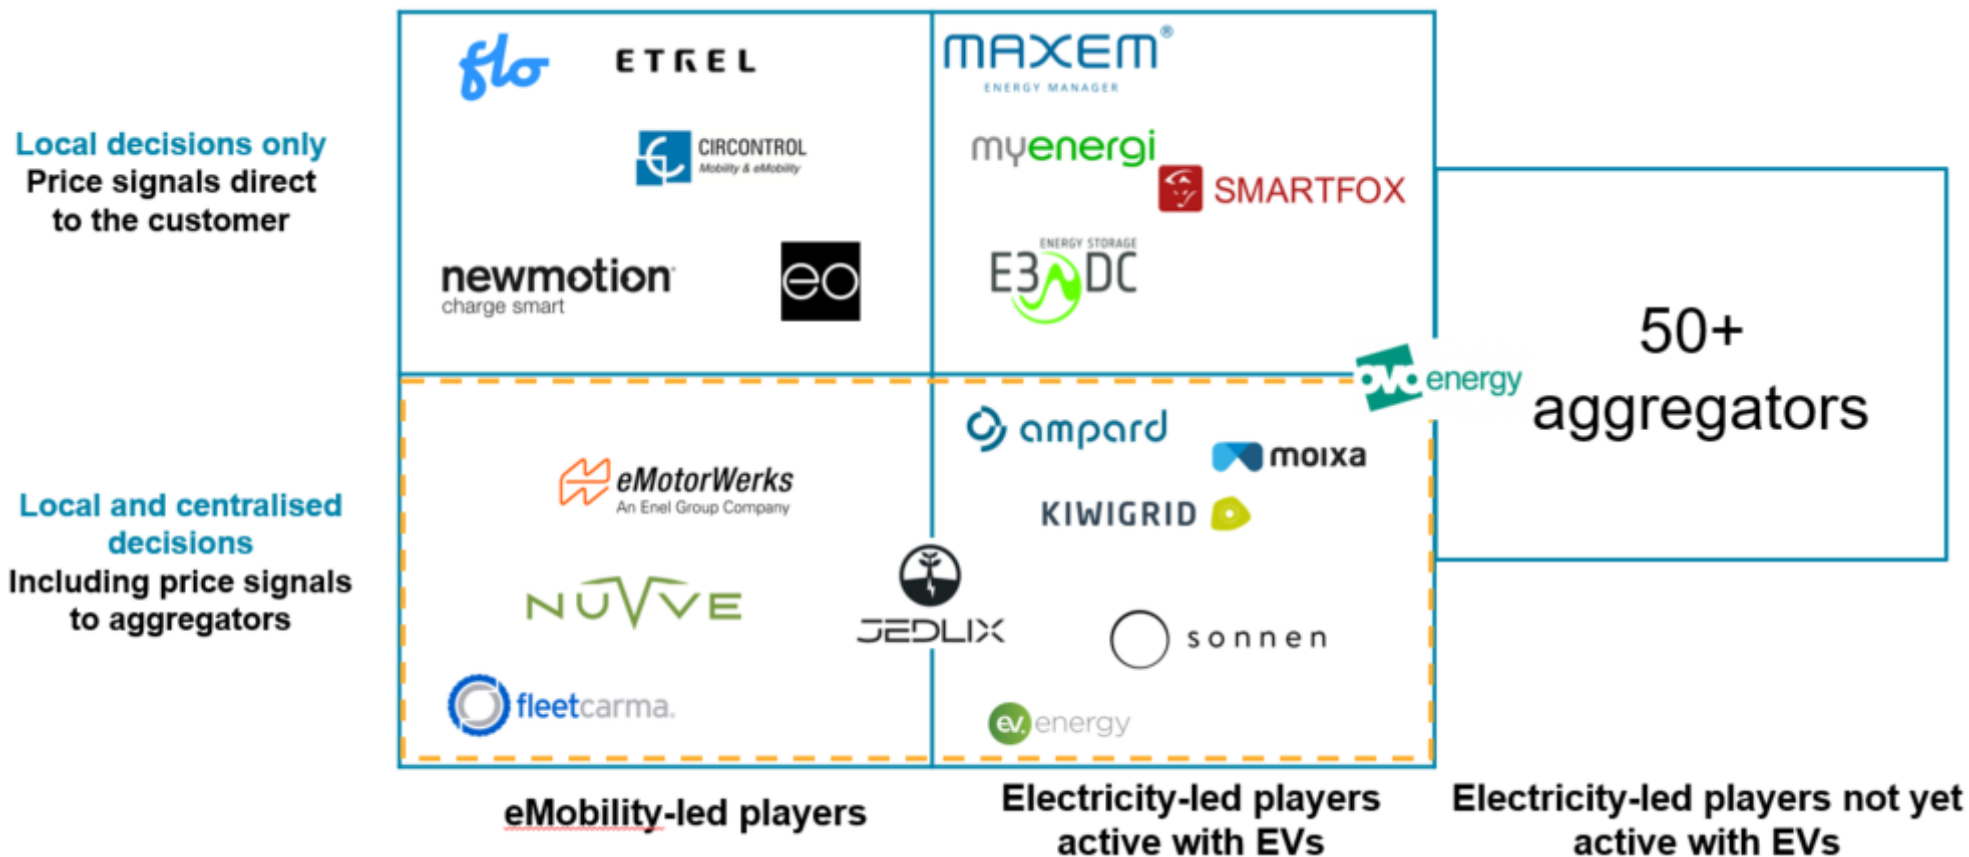 flo
ETREL
CIRCONTROL
Mobility & eMobility
newmotion
charge smart
eo
MAXEM®
ENERGY MANAGER
myenergi
SMARTFOX
ENERGY STORAGE
E3 DC
Local decisions only
Price signals direct
to the customer
50+
aggregators
ovo energy
eMotorWerks
An Enel Group Company
NUVVE
JEDLIX
fleetcarma.
ampard
moixa
KIWIGRID
sonnen
ev. energy
Local and centralised
decisions
Including price signals
to aggregators
eMobility-led players
Electricity-led players
active with EVs
Electricity-led players not yet
active with EVs